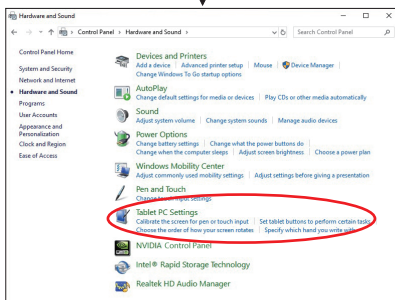 Hardware and Sound
Control Panel > Hardware and Sound >
Search Control Panel
Control Panel Home
System and Security
Network and Internet
Hardware and Sound
Programs
User Accounts
Appearance and
Personalization
Clock and Region
Ease of Access
Devices and Printers
Add a device | Advanced printer setup | Mouse | Device Manager |
Change Windows To Go startup options
AutoPlay
Change default settings for media or devices | Play CDs or other media automatically
Sound
Adjust system volume | Change system sounds | Manage audio devices
Power Options
Change battery settings | Change what the power buttons do |
Change when the computer sleeps | Adjust screen brightness | Choose a power plan
Windows Mobility Center
Adjust commonly used mobility settings | Adjust settings before giving a presentation
Pen and Touch
Change touch input settings
Tablet PC Settings
Calibrate the screen for pen or touch input | Set tablet buttons to perform certain tasks
Choose the order of how your screen rotates | Specify which hand you write with
NVIDIA Control Panel
Intel® Rapid Storage Technology
Realtek HD Audio Manager